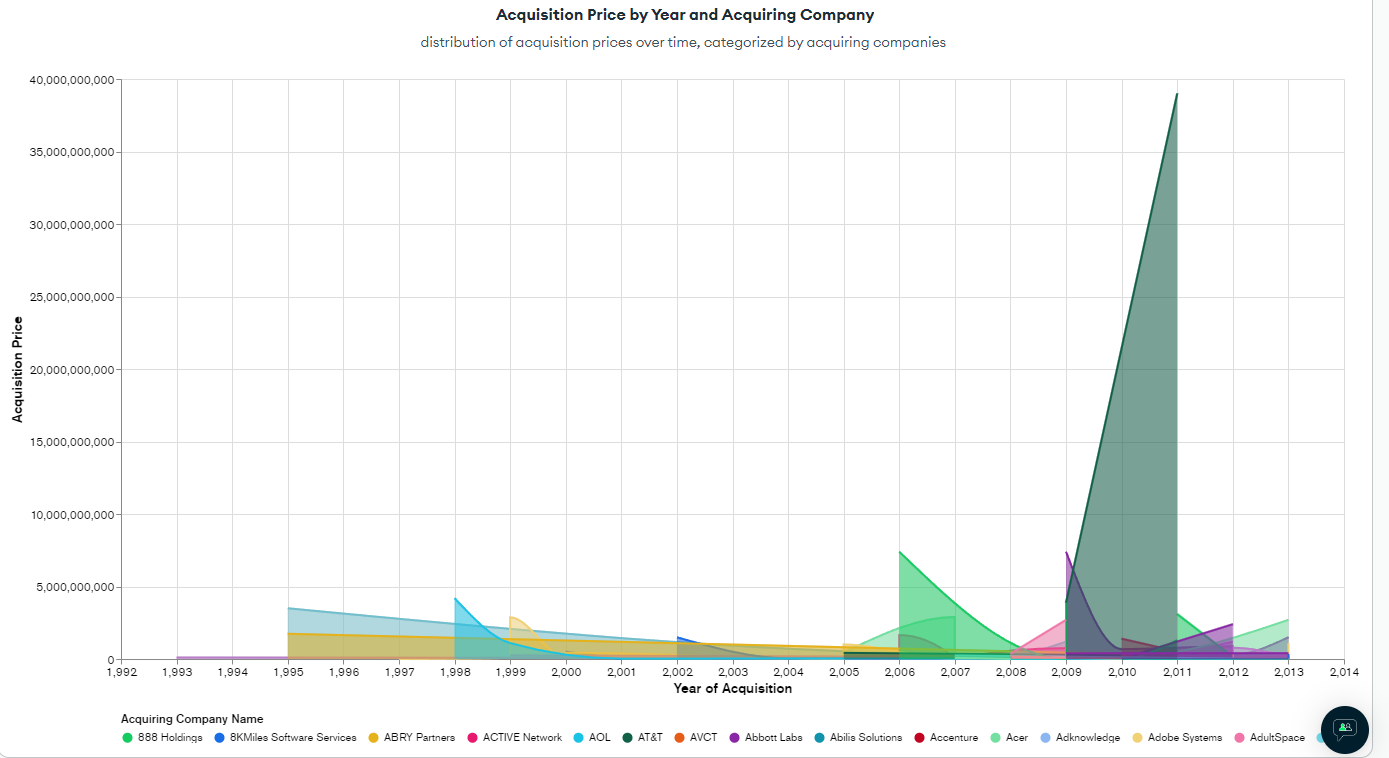 Acquisition Price by Year and Acquiring Company
distribution of acquisition prices over time, categorized by acquiring companies
40,000,000,000
35,000,000,000
30,000,000,000
25,000,000,000
20,000,000,000
15,000,000,000
10,000,000,000
5,000,000,000
0
Acquisition Price
1,992 1,993 1,994 1,995 1,996 1,997 1,998 1,999 2,000 2,001 2,002 2,003 2,004 2,005 2,006 2,007 2,008 2,009 2,010 2,011 2,012 2,013 2,014
Year of Acquisition
Acquiring Company Name
888 Holdings 8KMiles Software Services ABRY Partners ACTIVE Network AOL AT&T AVCT Abbott Labs Abilis Solutions Accenture Acer Adknowledge Adobe Systems AdultSpace